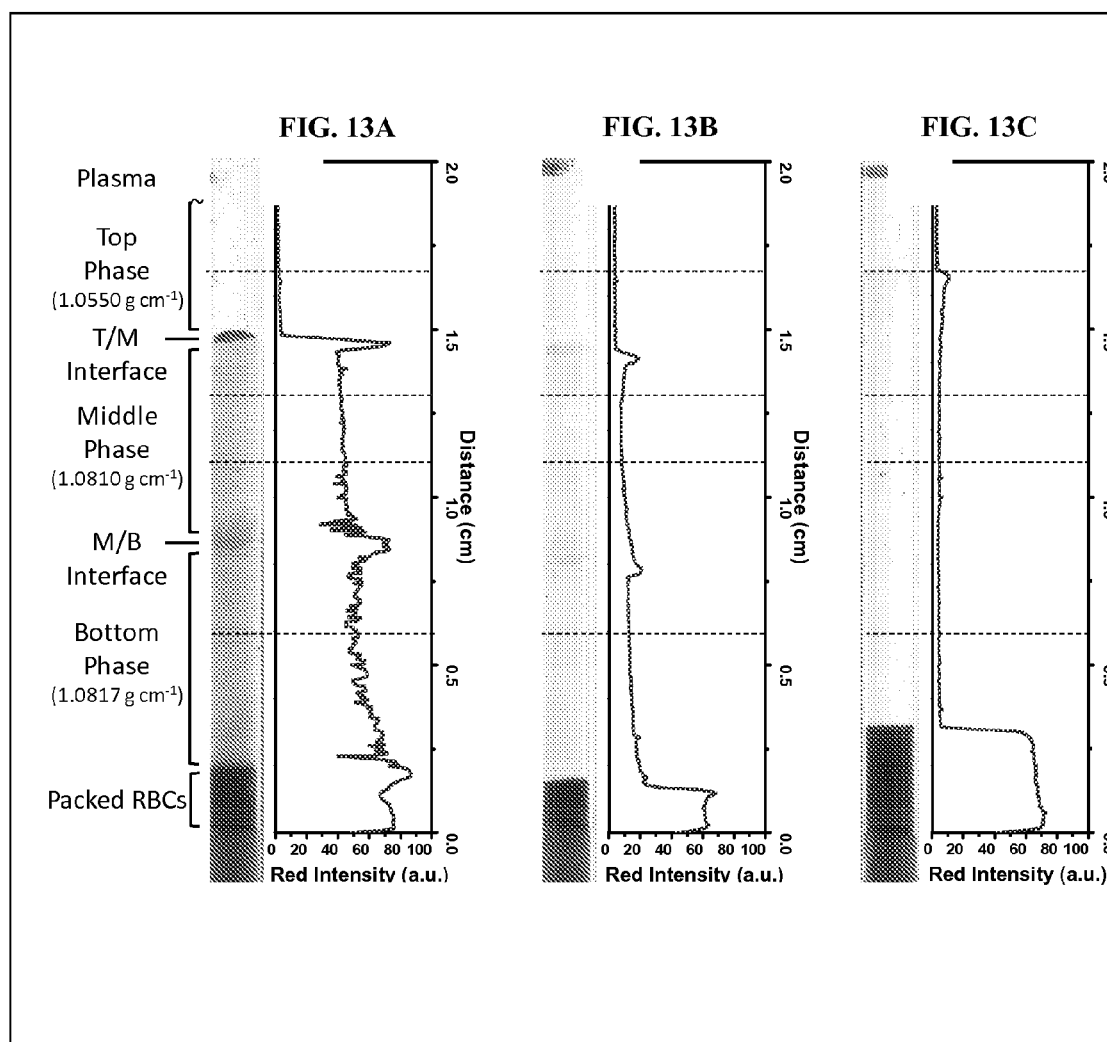 FIG. 13A
FIG. 13B
FIG. 13C
Plasma
Top
Phase
(1.0550 g cm⁻¹)
T/M
Interface
Middle
Phase
(1.0810 g cm⁻¹)
M/B
Interface
Bottom
Phase
(1.0817 g cm⁻¹)
Packed RBCs
2.0
1.5
1.0
0.5
0.0
Distance (cm)
0 20 40 60 80 100
Red Intensity (a.u.)
2.0
1.5
1.0
0.5
0.0
Distance (cm)
0 20 40 60 80 100
Red Intensity (a.u.)
0 20 40 60 80 100
Red Intensity (a.u.)